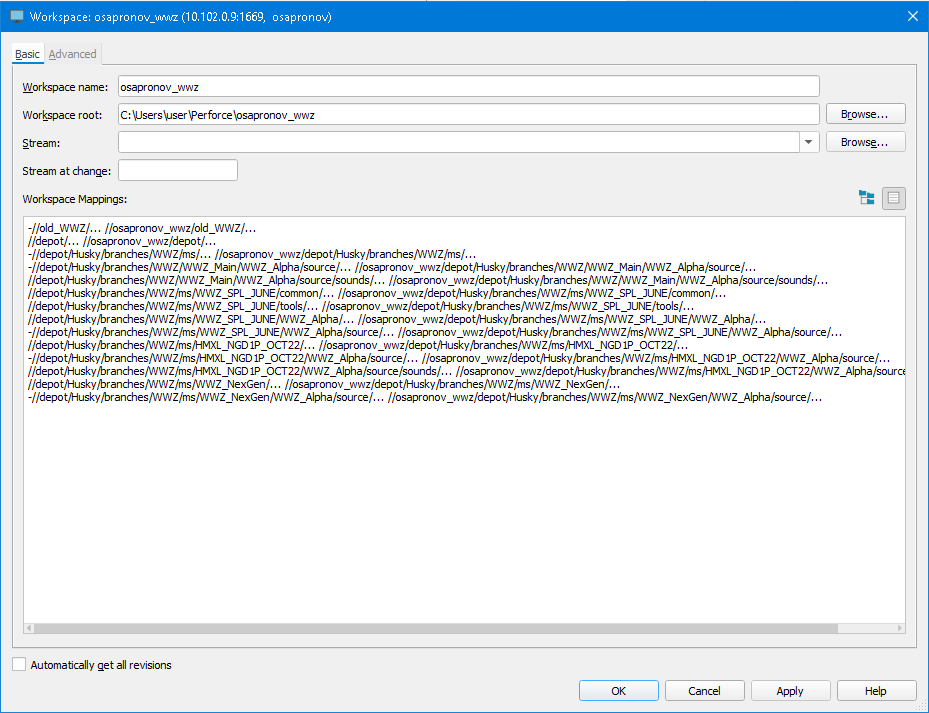 Workspace: osapronov_wwz (10.102.0.9:1669, osapronov)
Basic Advanced
Workspace name: osapronov_wwz
Workspace root: C:\Users\user\Perforce\osapronov_wwz Browse...
Stream: Browse...
Stream at change:
Workspace Mappings:
-//old_WWZ/... //osapronov_wwz/old_WWZ/...
//depot/... //osapronov_wwz/depot/...
-//depot/Husky/branches/WWZ/ms/... //osapronov_wwz/depot/Husky/branches/WWZ/ms/...
-//depot/Husky/branches/WWZ/WWZ_Main/WWZ_Alpha/source/... //osapronov_wwz/depot/Husky/branches/WWZ/WWZ_Main/WWZ_Alpha/source/...
//depot/Husky/branches/WWZ/WWZ_Main/WWZ_Alpha/source/sounds/... //osapronov_wwz/depot/Husky/branches/WWZ/WWZ_Main/WWZ_Alpha/source/sounds/...
//depot/Husky/branches/WWZ/ms/WWZ_SPL_JUNE/common/... //osapronov_wwz/depot/Husky/branches/WWZ/ms/WWZ_SPL_JUNE/common/...
//depot/Husky/branches/WWZ/ms/WWZ_SPL_JUNE/tools/... //osapronov_wwz/depot/Husky/branches/WWZ/ms/WWZ_SPL_JUNE/tools/...
//depot/Husky/branches/WWZ/ms/WWZ_SPL_JUNE/WWZ_Alpha/... //osapronov_wwz/depot/Husky/branches/WWZ/ms/WWZ_SPL_JUNE/WWZ_Alpha/...
-//depot/Husky/branches/WWZ/ms/WWZ_SPL_JUNE/WWZ_Alpha/source/... //osapronov_wwz/depot/Husky/branches/WWZ/ms/WWZ_SPL_JUNE/WWZ_Alpha/source/...
//depot/Husky/branches/WWZ/ms/HMXL_NGD1P_OCT22/... //osapronov_wwz/depot/Husky/branches/WWZ/ms/HMXL_NGD1P_OCT22/...
-//depot/Husky/branches/WWZ/ms/HMXL_NGD1P_OCT22/WWZ_Alpha/source/... //osapronov_wwz/depot/Husky/branches/WWZ/ms/HMXL_NGD1P_OCT22/WWZ_Alpha/source/...
//depot/Husky/branches/WWZ/ms/HMXL_NGD1P_OCT22/WWZ_Alpha/source/sounds/... //osapronov_wwz/depot/Husky/branches/WWZ/ms/HMXL_NGD1P_OCT22/WWZ_Alpha/source
//depot/Husky/branches/WWZ/ms/WWZ_NexGen/... //osapronov_wwz/depot/Husky/branches/WWZ/ms/WWZ_NexGen/...
-//depot/Husky/branches/WWZ/ms/WWZ_NexGen/WWZ_Alpha/source/... //osapronov_wwz/depot/Husky/branches/WWZ/ms/WWZ_NexGen/WWZ_Alpha/source/...
Automatically get all revisions
OK Cancel Apply Help